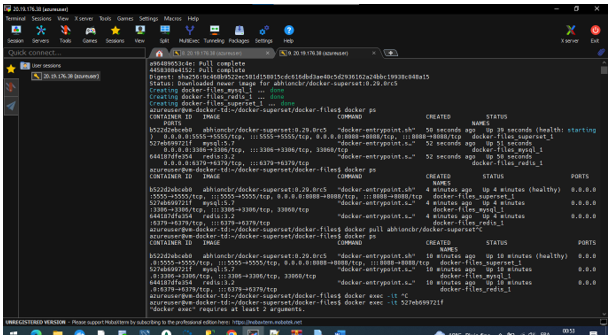 20.19.176.38 (azureuser)
Terminal Sessions View X server Tools Games Settings Macros Help
Session Servers Tools Games Sessions View Split MultiExec Tunneling Packages Settings Help X server Exit
Quick connect...
8. 20.19.176.38 (azureuser) 9. 20.19.176.38 (azureuser)
User sessions
20.19.176.38 (azureuser)
Pull complete
4458308e4152: Pull complete
Status: Downloaded newer image for abhioncbr/docker-superset:0.29.0rc5
Creating docker-files_mysql_1 ... done
Creating docker-files_redis_1 ... done
Creating docker-files_superset_1 ... done
azureuser@vm-docker-td:~/docker-superset/docker-files$ docker ps
CONTAINER ID IMAGE COMMAND CREATED STATUS
PORTS NAMES
b522d2ebceb0 abhioncbr/docker-superset:0.29.0rc5 "docker-entrypoint.sh" 50 seconds ago Up 39 seconds (health: starting
) 0.0.0.0:5555->5555/tcp, :::5555->5555/tcp, 0.0.0.0:8088->8088/tcp, :::8088->8088/tcp docker-files_superset_1
527eb699721f mysql:5.7 "docker-entrypoint.s…" 52 seconds ago Up 51 seconds
0.0.0.0:3306->3306/tcp, :::3306->3306/tcp, 33060/tcp docker-files_mysql_1
644187dfe354 redis:3.2 "docker-entrypoint.s…" 52 seconds ago Up 50 seconds
0.0.0.0:6379->6379/tcp, :::6379->6379/tcp docker-files_redis_1
azureuser@vm-docker-td:~/docker-superset/docker-files$ docker ps
CONTAINER ID IMAGE COMMAND CREATED STATUS PORTS
NAMES
b522d2ebceb0 abhioncbr/docker-superset:0.29.0rc5 "docker-entrypoint.sh" 4 minutes ago Up 4 minutes (healthy) 0.0.0.0
:5555->5555/tcp, :::5555->5555/tcp, 0.0.0.0:8088->8088/tcp, :::8088->8088/tcp docker-files_superset_1
527eb699721f mysql:5.7 "docker-entrypoint.s…" 4 minutes ago Up 4 minutes 0.0.0.0
:3306->3306/tcp, :::3306->3306/tcp, 33060/tcp docker-files_mysql_1
644187dfe354 redis:3.2 "docker-entrypoint.s…" 4 minutes ago Up 4 minutes 0.0.0.0
:6379->6379/tcp, :::6379->6379/tcp docker-files_redis_1
azureuser@vm-docker-td:~/docker-superset/docker-files$ docker pull abhioncbr/docker-superset^C
azureuser@vm-docker-td:~/docker-superset/docker-files$ docker ps
CONTAINER ID IMAGE COMMAND CREATED STATUS PORTS
NAMES
b522d2ebceb0 abhioncbr/docker-superset:0.29.0rc5 "docker-entrypoint.sh" 10 minutes ago Up 10 minutes (healthy) 0.0.0
.0:5555->5555/tcp, :::5555->5555/tcp, 0.0.0.0:8088->8088/tcp, :::8088->8088/tcp docker-files_superset_1
527eb699721f mysql:5.7 "docker-entrypoint.s…" 10 minutes ago Up 10 minutes 0.0.0
.0:3306->3306/tcp, :::3306->3306/tcp, 33060/tcp docker-files_mysql_1
644187dfe354 redis:3.2 "docker-entrypoint.s…" 10 minutes ago Up 10 minutes 0.0.0
.0:6379->6379/tcp, :::6379->6379/tcp docker-files_redis_1
azureuser@vm-docker-td:~/docker-superset/docker-files$ docker exec -it ^C
azureuser@vm-docker-td:~/docker-superset/docker-files$ docker exec -it 527eb699721f
"docker exec" requires at least 2 arguments.
UNREGISTERED VERSION - Please support MobaXterm by subscribing to the professional edition here: https://mobaxterm.mobatek.net
00:53